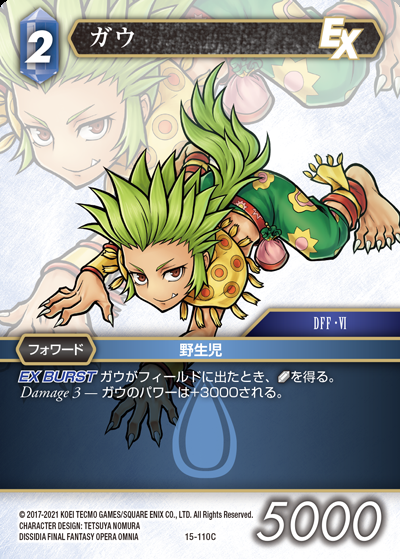 2
ガウ
EX
DFF・VI
フォワード
野生児
EX BURST ガウがフィールドに出たとき、を得る。
Damage 3 — ガウのパワーは+3000される。
© 2017-2021 KOEI TECMO GAMES/SQUARE ENIX CO., LTD. All Rights Reserved.
CHARACTER DESIGN: TETSUYA NOMURA
DISSIDIA FINAL FANTASY OPERA OMNIA
15-110C
5000